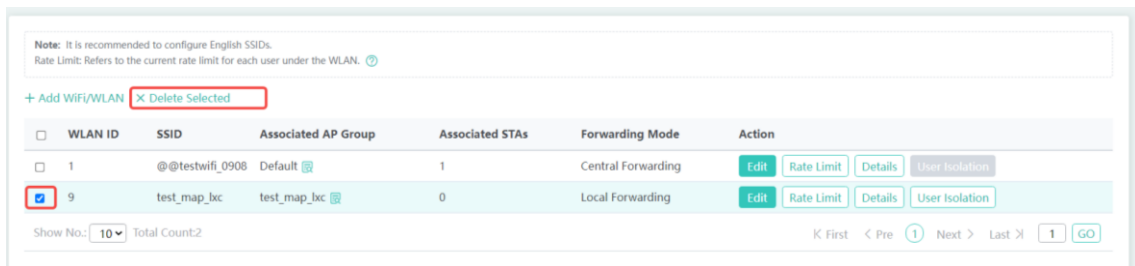 Note: It is recommended to configure English SSIDs.
Rate Limit: Refers to the current rate limit for each user under the WLAN. ?
+ Add WiFi/WLAN × Delete Selected
WLAN ID SSID Associated AP Group Associated STAs Forwarding Mode Action
1 @@testwifi_0908 Default 1 Central Forwarding Edit Rate Limit Details User Isolation
9 test_map_lxc test_map_lxc 0 Local Forwarding Edit Rate Limit Details User Isolation
Show No.: 10 Total Count:2 First < Pre 1 Next > Last 1 GO